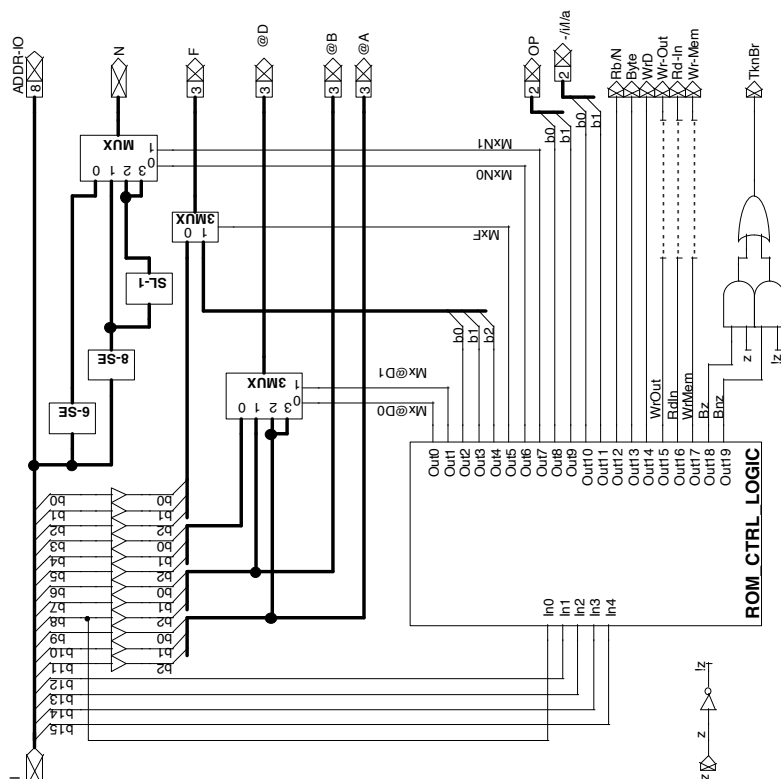 ADDR-IO
8
N
F
3
@D
3
@B
3
@A
3
OP
2
-/i/l/a
2
Rb/N
Byte
WrD
Wr-Out
Rd-In
Wr-Mem
TknBr
MUX
0
1
2
3
1
0
MxN1
MxN0
3MUX
0
1
MxF
SL-1
8-SE
6-SE
3MUX
0
1
2
3
1
0
Mx@D1
Mx@D0
b0
b1
b2
b0
b1
b0
b1
b0
b1
b2
b3
b4
b5
b6
b7
b8
b9
b10
b11
b12
b13
b14
b15
b0
b1
b2
b0
b1
b2
b0
b1
b2
b0
b1
b2
WrOut
RdIn
WrMem
Bz
Bnz
z
!z
Out0
Out1
Out2
Out3
Out4
Out5
Out6
Out7
Out8
Out9
Out10
Out11
Out12
Out13
Out14
Out15
Out16
Out17
Out18
Out19
ROM_CTRL_LOGIC
In0
In1
In2
In3
In4
I
z
z
!z